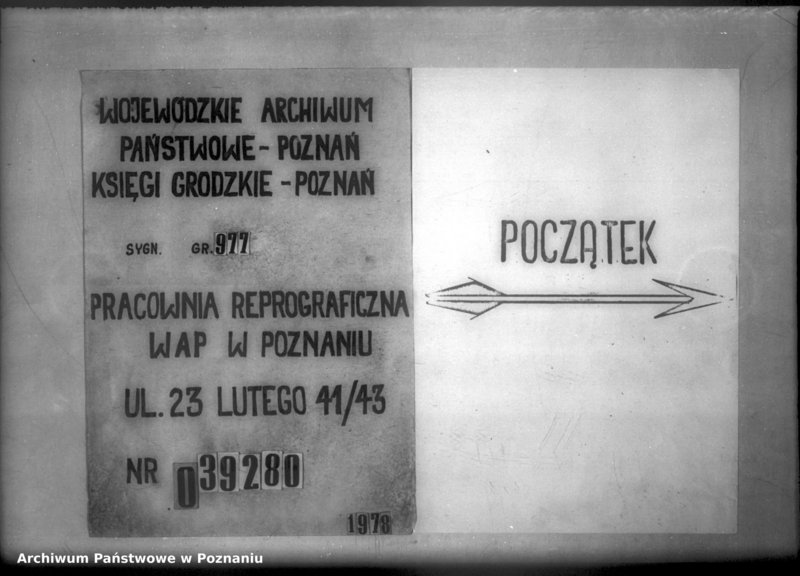 WOJEWÓDZKIE ARCHIWUM
PAŃSTWOWE - POZNAŃ
KSIĘGI GRODZKIE - POZNAŃ
SYGN. GR. 977
PRACOWNIA REPROGRAFICZNA
WAP W POZNANIU
UL. 23 LUTEGO 41/43
NR 039280
1978
POCZĄTEK
Archiwum Państwowe w Poznaniu